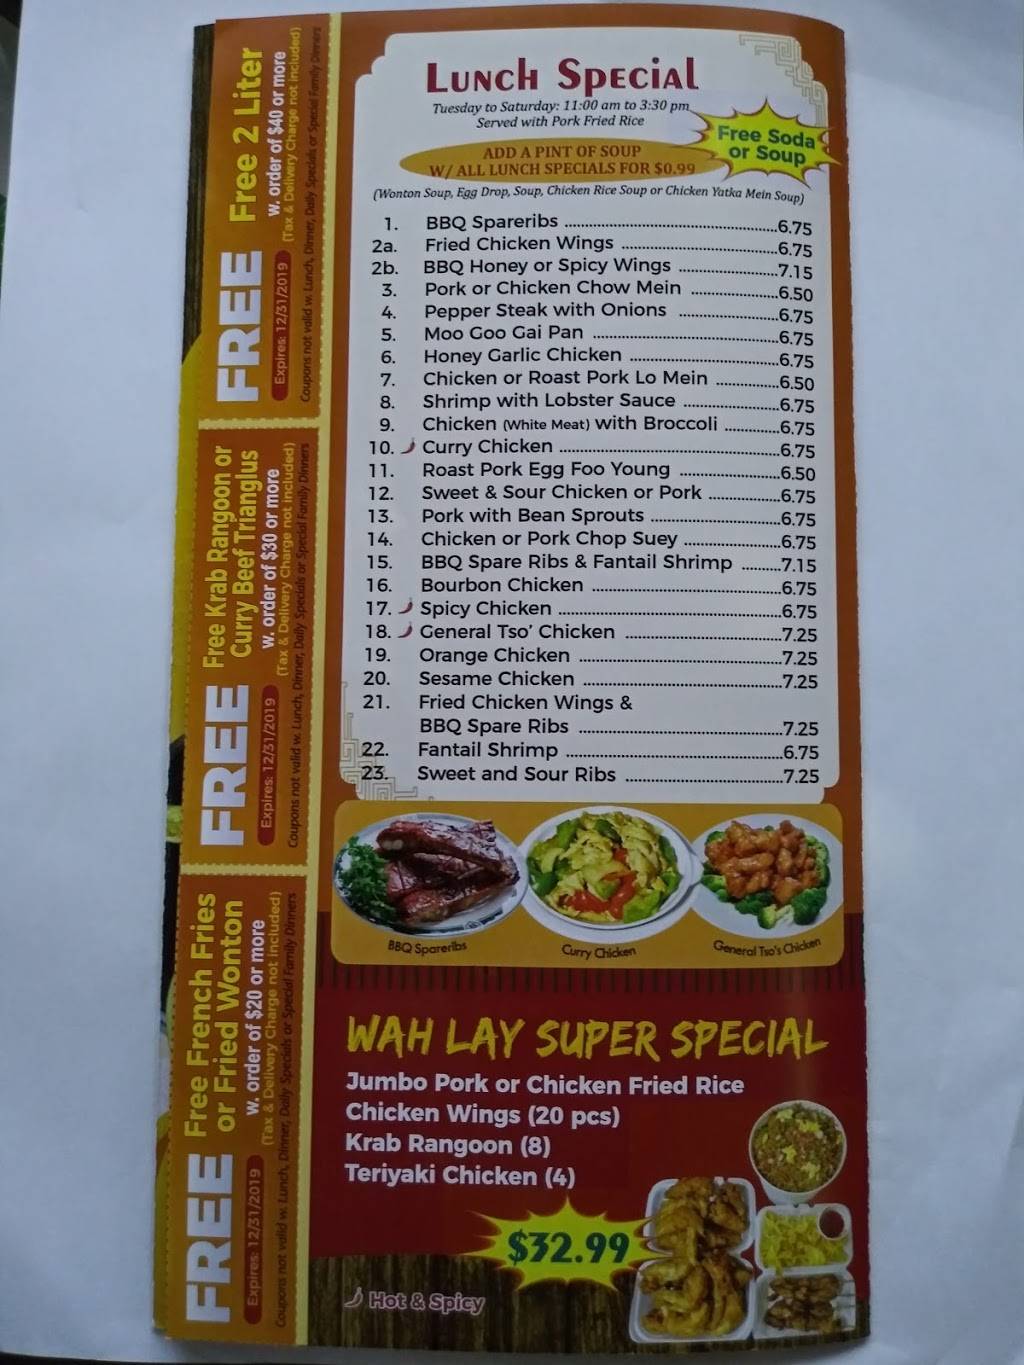 LUNCH SPECIAL
Tuesday to Saturday: 11:00 am to 3:30 pm
Served with Pork Fried Rice
Free Soda
or Soup
ADD A PINT OF SOUP
W/ ALL LUNCH SPECIALS FOR $0.99
(Wonton Soup, Egg Drop, Soup, Chicken Rice Soup or Chicken Yatka Mein Soup)
1. BBQ Spareribs ........ 6.75
2a. Fried Chicken Wings ........ 6.75
2b. BBQ Honey or Spicy Wings ........ 7.15
3. Pork or Chicken Chow Mein ........ 6.50
4. Pepper Steak with Onions ........ 6.75
5. Moo Goo Gai Pan ........ 6.75
6. Honey Garlic Chicken ........ 6.75
7. Chicken or Roast Pork Lo Mein ........ 6.50
8. Shrimp with Lobster Sauce ........ 6.75
9. Chicken (White Meat) with Broccoli ........ 6.75
10. Curry Chicken ........ 6.75
11. Roast Pork Egg Foo Young ........ 6.50
12. Sweet & Sour Chicken or Pork ........ 6.75
13. Pork with Bean Sprouts ........ 6.75
14. Chicken or Pork Chop Suey ........ 6.75
15. BBQ Spare Ribs & Fantail Shrimp ........ 7.15
16. Bourbon Chicken ........ 6.75
17. Spicy Chicken ........ 6.75
18. General Tso' Chicken ........ 7.25
19. Orange Chicken ........ 7.25
20. Sesame Chicken ........ 7.25
21. Fried Chicken Wings &
BBQ Spare Ribs ........ 7.25
22. Fantail Shrimp ........ 6.75
23. Sweet and Sour Ribs ........ 7.25
BBQ Spareribs
Curry Chicken
General Tso's Chicken
WAH LAY SUPER SPECIAL
Jumbo Pork or Chicken Fried Rice
Chicken Wings (20 pcs)
Krab Rangoon (8)
Teriyaki Chicken (4)
$32.99
Hot & Spicy
FREE
Free 2 Liter
w. order of $40 or more
(Tax & Delivery Charge not included)
Expires: 12/31/2019
Coupons not valid w. Lunch, Dinner, Daily Specials or Special Family Dinners
FREE
Free Krab Rangoon or
Curry Beef Trianglus
w. order of $30 or more
(Tax & Delivery Charge not included)
Expires: 12/31/2019
Coupons not valid w. Lunch, Dinner, Daily Specials or Special Family Dinners
FREE
Free French Fries
or Fried Wonton
w. order of $20 or more
(Tax & Delivery Charge not included)
Expires: 12/31/2019
Coupons not valid w. Lunch, Dinner, Daily Specials or Special Family Dinners